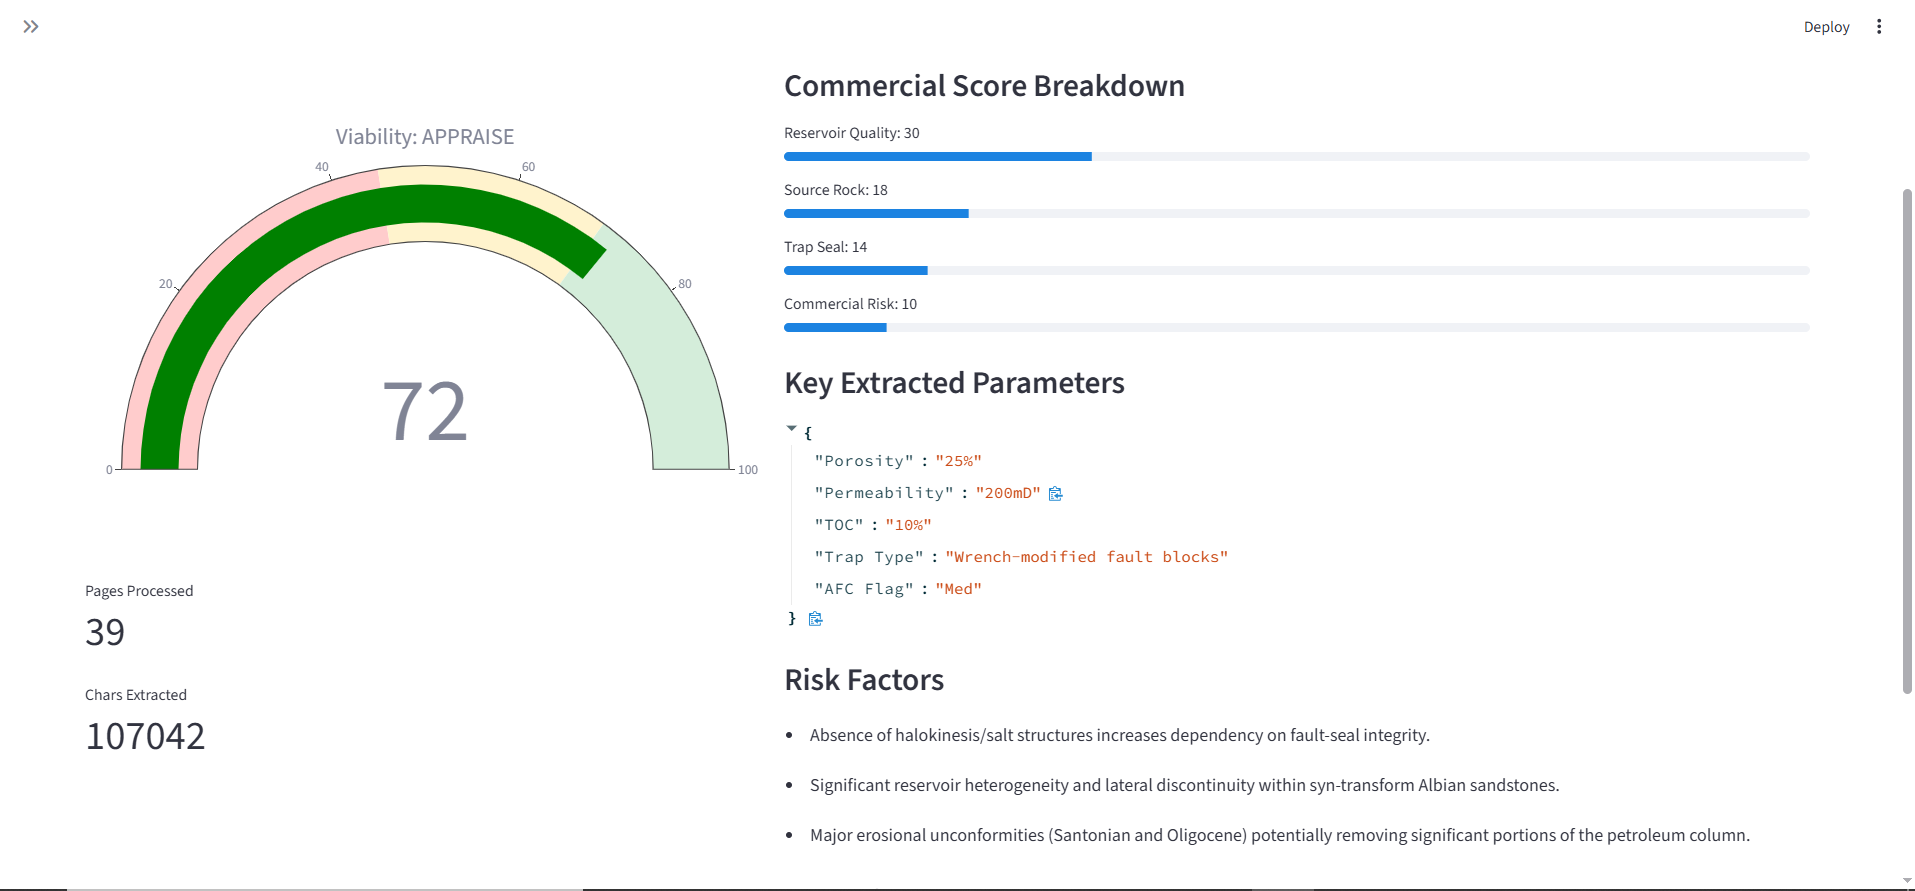 Deploy
Viability: APPRAISE
0
20
40
60
80
100
72
Pages Processed
39
Chars Extracted
107042
Commercial Score Breakdown
Reservoir Quality: 30
Source Rock: 18
Trap Seal: 14
Commercial Risk: 10
Key Extracted Parameters
{
"Porosity" : "25%"
"Permeability" : "200mD"
"TOC" : "10%"
"Trap Type" : "Wrench-modified fault blocks"
"AFC Flag" : "Med"
}
Risk Factors
• Absence of halokinesis/salt structures increases dependency on fault-seal integrity.
• Significant reservoir heterogeneity and lateral discontinuity within syn-transform Albian sandstones.
• Major erosional unconformities (Santonian and Oligocene) potentially removing significant portions of the petroleum column.